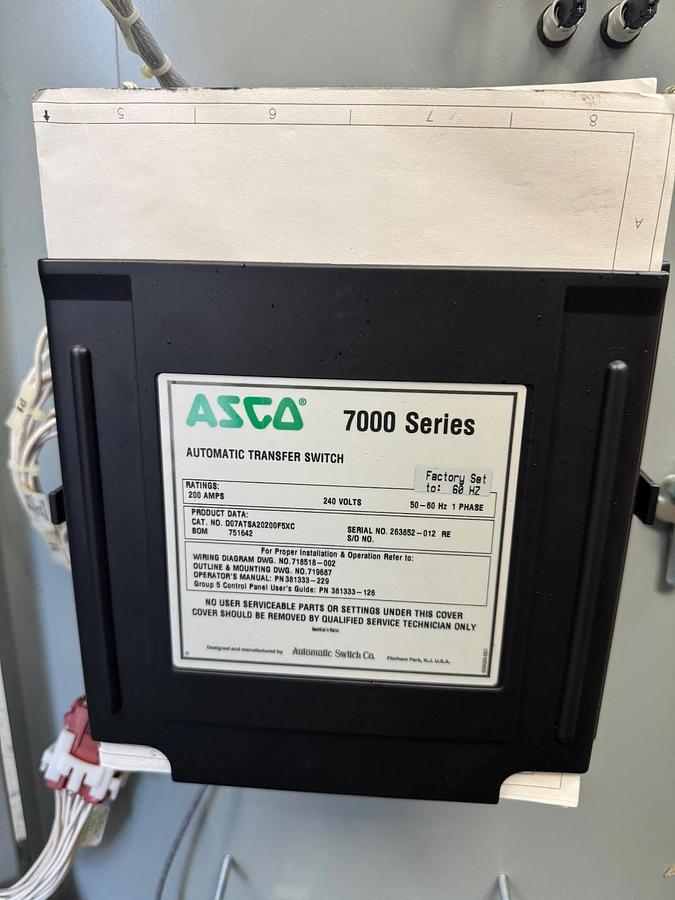 5 6 7 8
A
ASCO® 7000 Series
AUTOMATIC TRANSFER SWITCH
Factory Set
to: 60 HZ
RATINGS:
200 AMPS 240 VOLTS 50-60 Hz 1 PHASE
PRODUCT DATA:
CAT. NO. D07ATSA20200F5XC SERIAL NO. 263852-012 RE
BOM 751642 S/O NO.
For Proper Installation & Operation Refer to:
WIRING DIAGRAM DWG. NO.718518-002
OUTLINE & MOUNTING DWG. NO.719687
OPERATOR'S MANUAL: PN 381333-229
Group 5 Control Panel User's Guide: PN 381333-126
NO USER SERVICEABLE PARTS OR SETTINGS UNDER THIS COVER
COVER SHOULD BE REMOVED BY QUALIFIED SERVICE TECHNICIAN ONLY
Assembled in Mexico
Designed and manufactured by Automatic Switch Co. Florham Park, N.J. U.S.A.